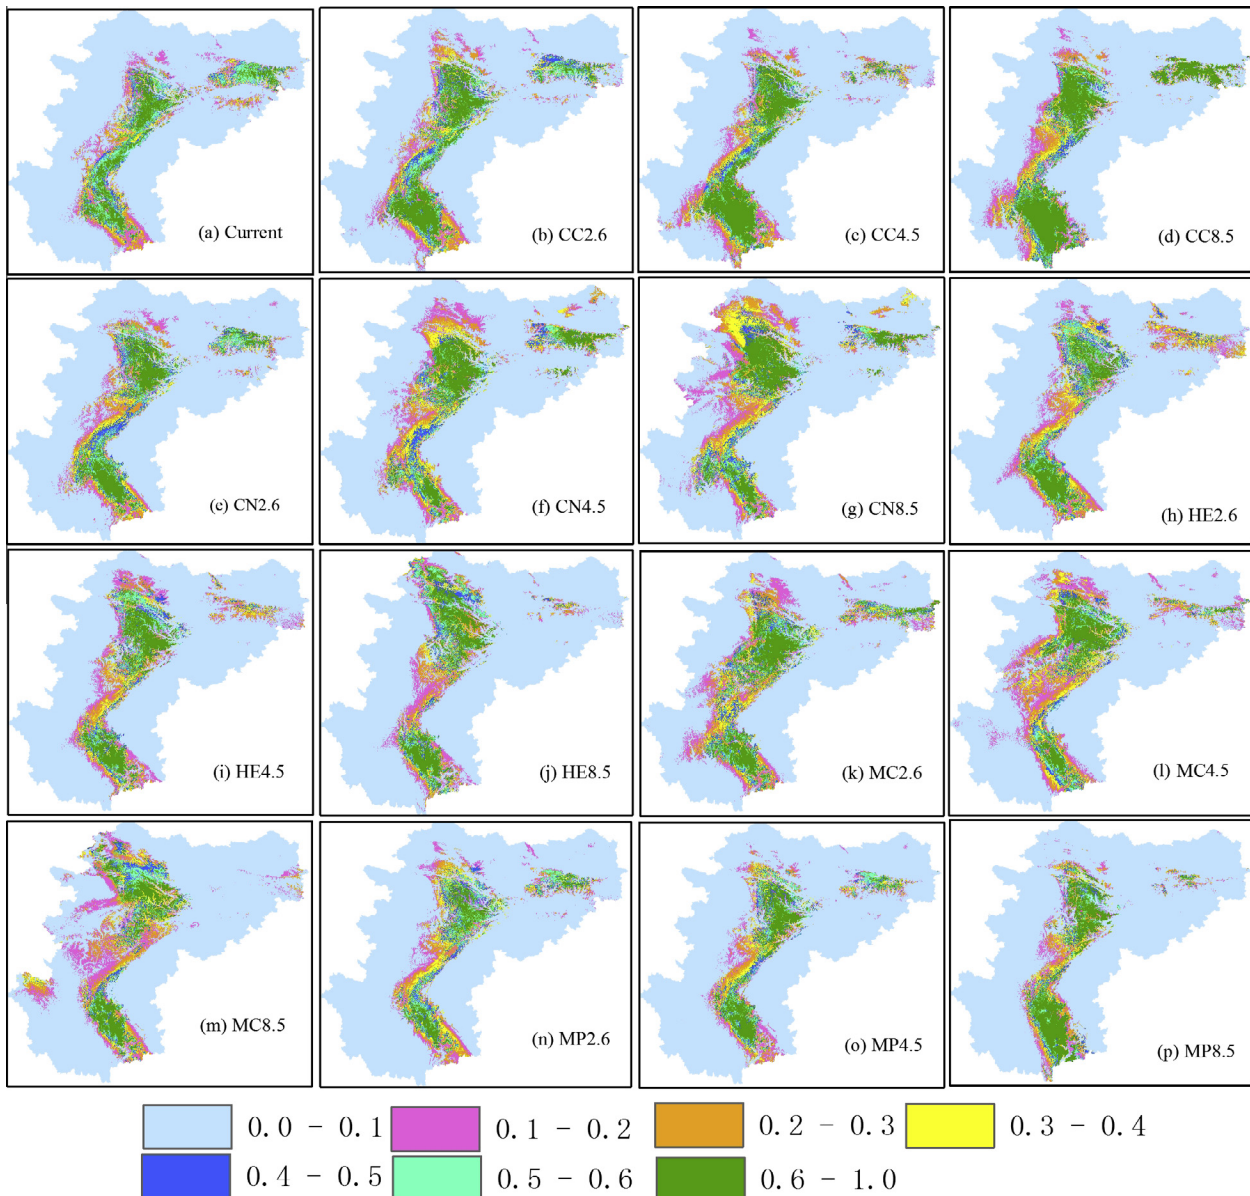 (a) Current
(b) CC2.6
(c) CC4.5
(d) CC8.5
(e) CN2.6
(f) CN4.5
(g) CN8.5
(h) HE2.6
(i) HE4.5
(j) HE8.5
(k) MC2.6
(l) MC4.5
(m) MC8.5
(n) MP2.6
(o) MP4.5
(p) MP8.5
0.0 - 0.1 0.1 - 0.2 0.2 - 0.3 0.3 - 0.4
0.4 - 0.5 0.5 - 0.6 0.6 - 1.0